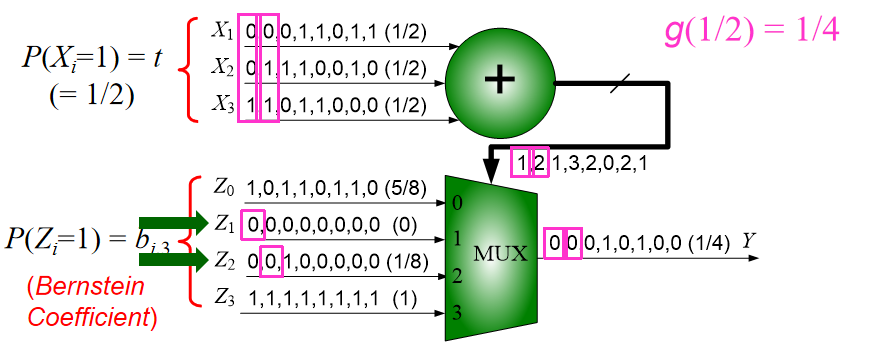 X1 0,0,0,1,1,0,1,1 (1/2)
g(1/2) = 1/4
P(Xi=1) = t
X2 0,1,1,1,0,0,1,0 (1/2)
(= 1/2)
X3 1,1,0,1,1,0,0,0 (1/2)
+
1,2,1,3,2,0,2,1
Z0 1,0,1,1,0,1,1,0 (5/8)
0
Z1 0,0,0,0,0,0,0,0 (0)
1
P(Zi=1) = bi,3
MUX
0,0,0,1,0,1,0,0 (1/4) Y
Z2 0,0,1,0,0,0,0,0 (1/8)
2
(Bernstein
Coefficient)
Z3 1,1,1,1,1,1,1,1 (1)
3